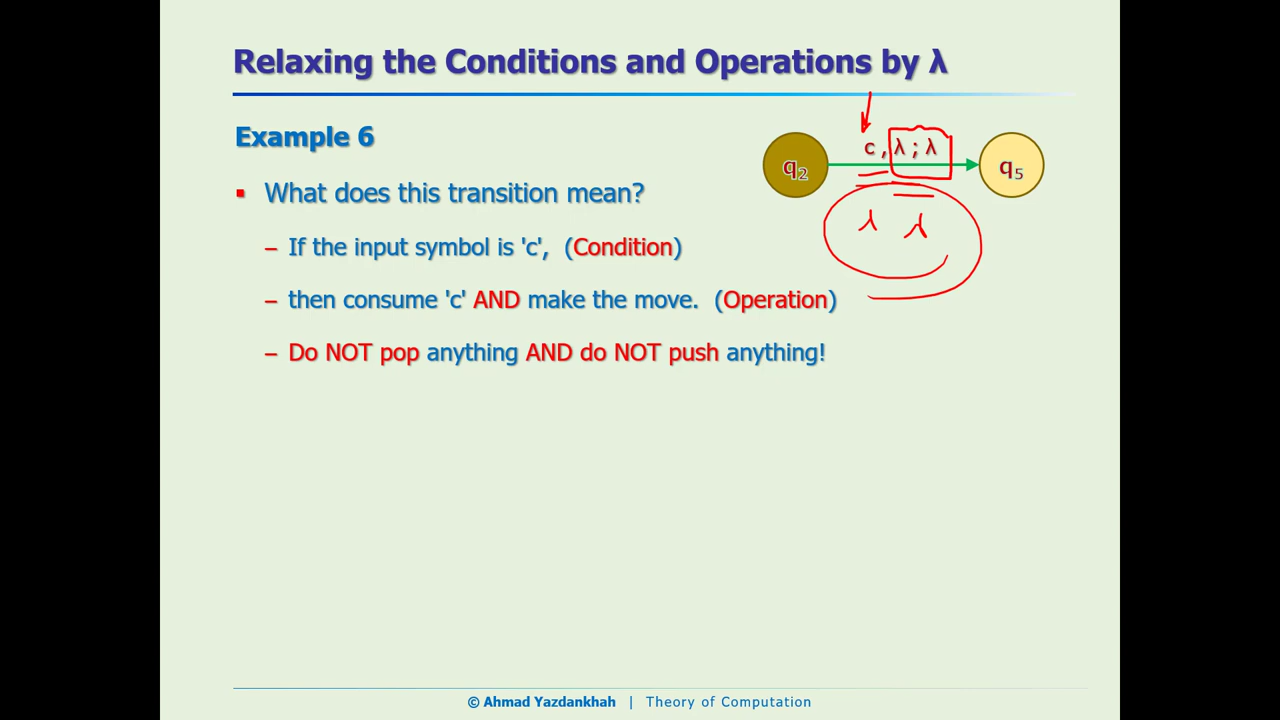 Relaxing the Conditions and Operations by λ
Example 6
c , λ ; λ
q2
q5
λ λ
▪ What does this transition mean?
– If the input symbol is 'c', (Condition)
– then consume 'c' AND make the move. (Operation)
– Do NOT pop anything AND do NOT push anything!
© Ahmad Yazdankhah | Theory of Computation